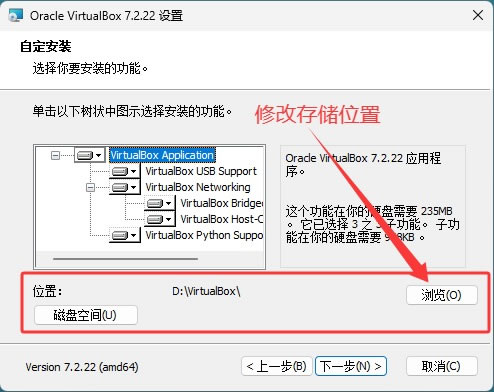 Oracle VirtualBox 7.2.22 设置
自定安装
选择你要安装的功能。
单击以下树状中图示选择安装的功能。
修改存储位置
VirtualBox Application
VirtualBox USB Support
VirtualBox Networking
VirtualBox Bridge
VirtualBox Host-C
VirtualBox Python Suppo
Oracle VirtualBox 7.2.22 应用程
序。
这个功能在你的硬盘需要 235MB
。 它已选择 3 之 3 子功能。 子功
能在你的硬盘需要 KB 。
位置：
D:\VirtualBox\
浏览(O)
磁盘空间(U)
Version 7.2.22 (amd64)
< 上一步(B)
下一步(N) >
取消(C)